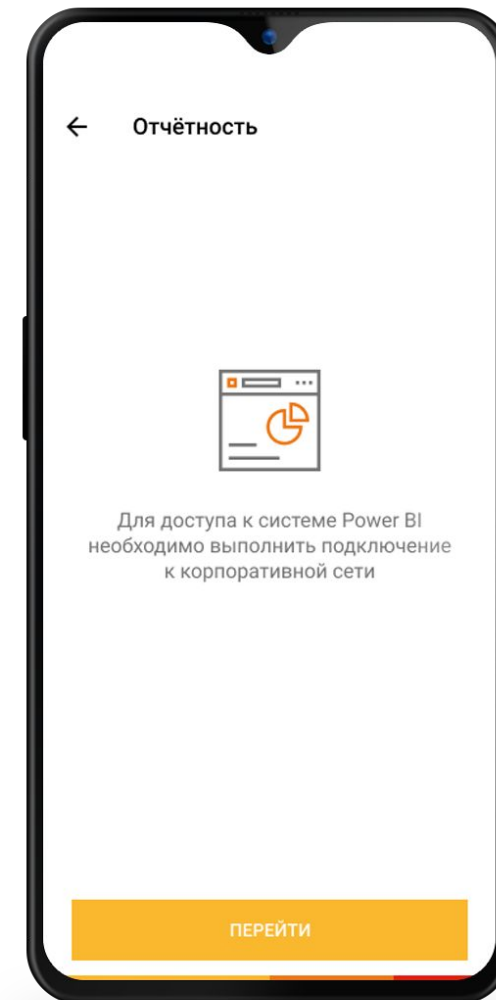 Отчётность
Для доступа к системе Power BI
необходимо выполнить подключение
к корпоративной сети
ПЕРЕЙТИ